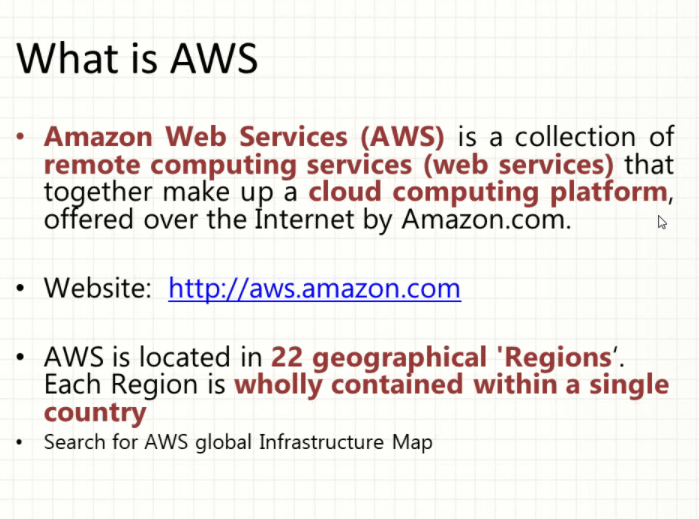 What is AWS
• Amazon Web Services (AWS) is a collection of
remote computing services (web services) that
together make up a cloud computing platform,
offered over the Internet by Amazon.com.
• Website: http://aws.amazon.com
• AWS is located in 22 geographical 'Regions‘.
Each Region is wholly contained within a single
country
• Search for AWS global Infrastructure Map